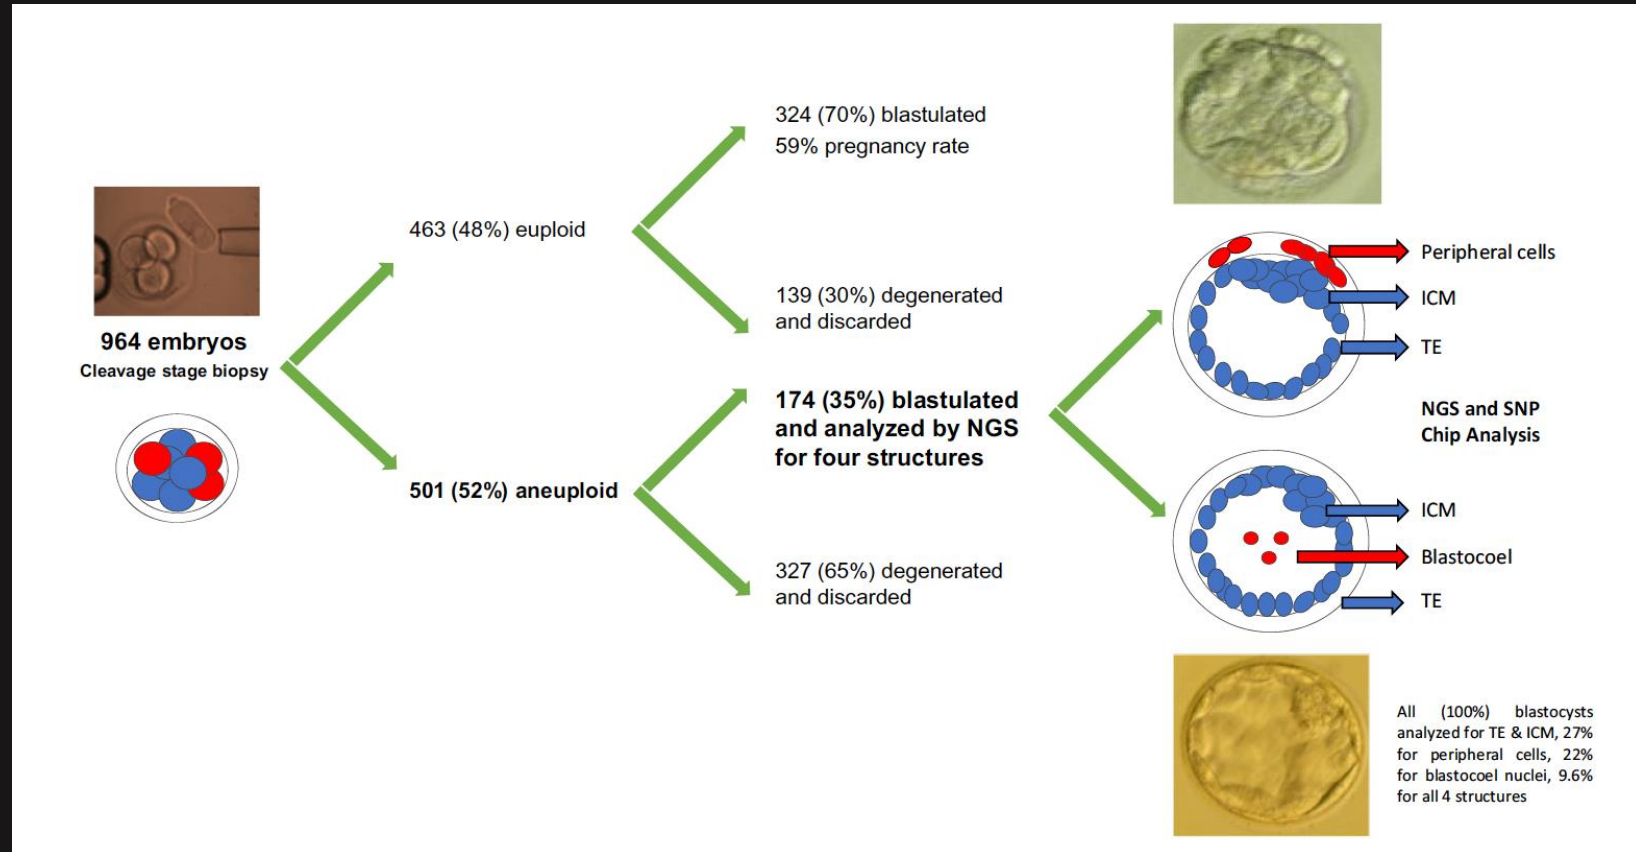 964 embryos
Cleavage stage biopsy
463 (48%) euploid
501 (52%) aneuploid
324 (70%) blastulated
59% pregnancy rate
139 (30%) degenerated
and discarded
174 (35%) blastulated
and analyzed by NGS
for four structures
327 (65%) degenerated
and discarded
Peripheral cells
ICM
TE
NGS and SNP
Chip Analysis
ICM
Blastocoel
TE
All (100%) blastocysts
analyzed for TE & ICM, 27%
for peripheral cells, 22%
for blastocoel nuclei, 9.6%
for all 4 structures